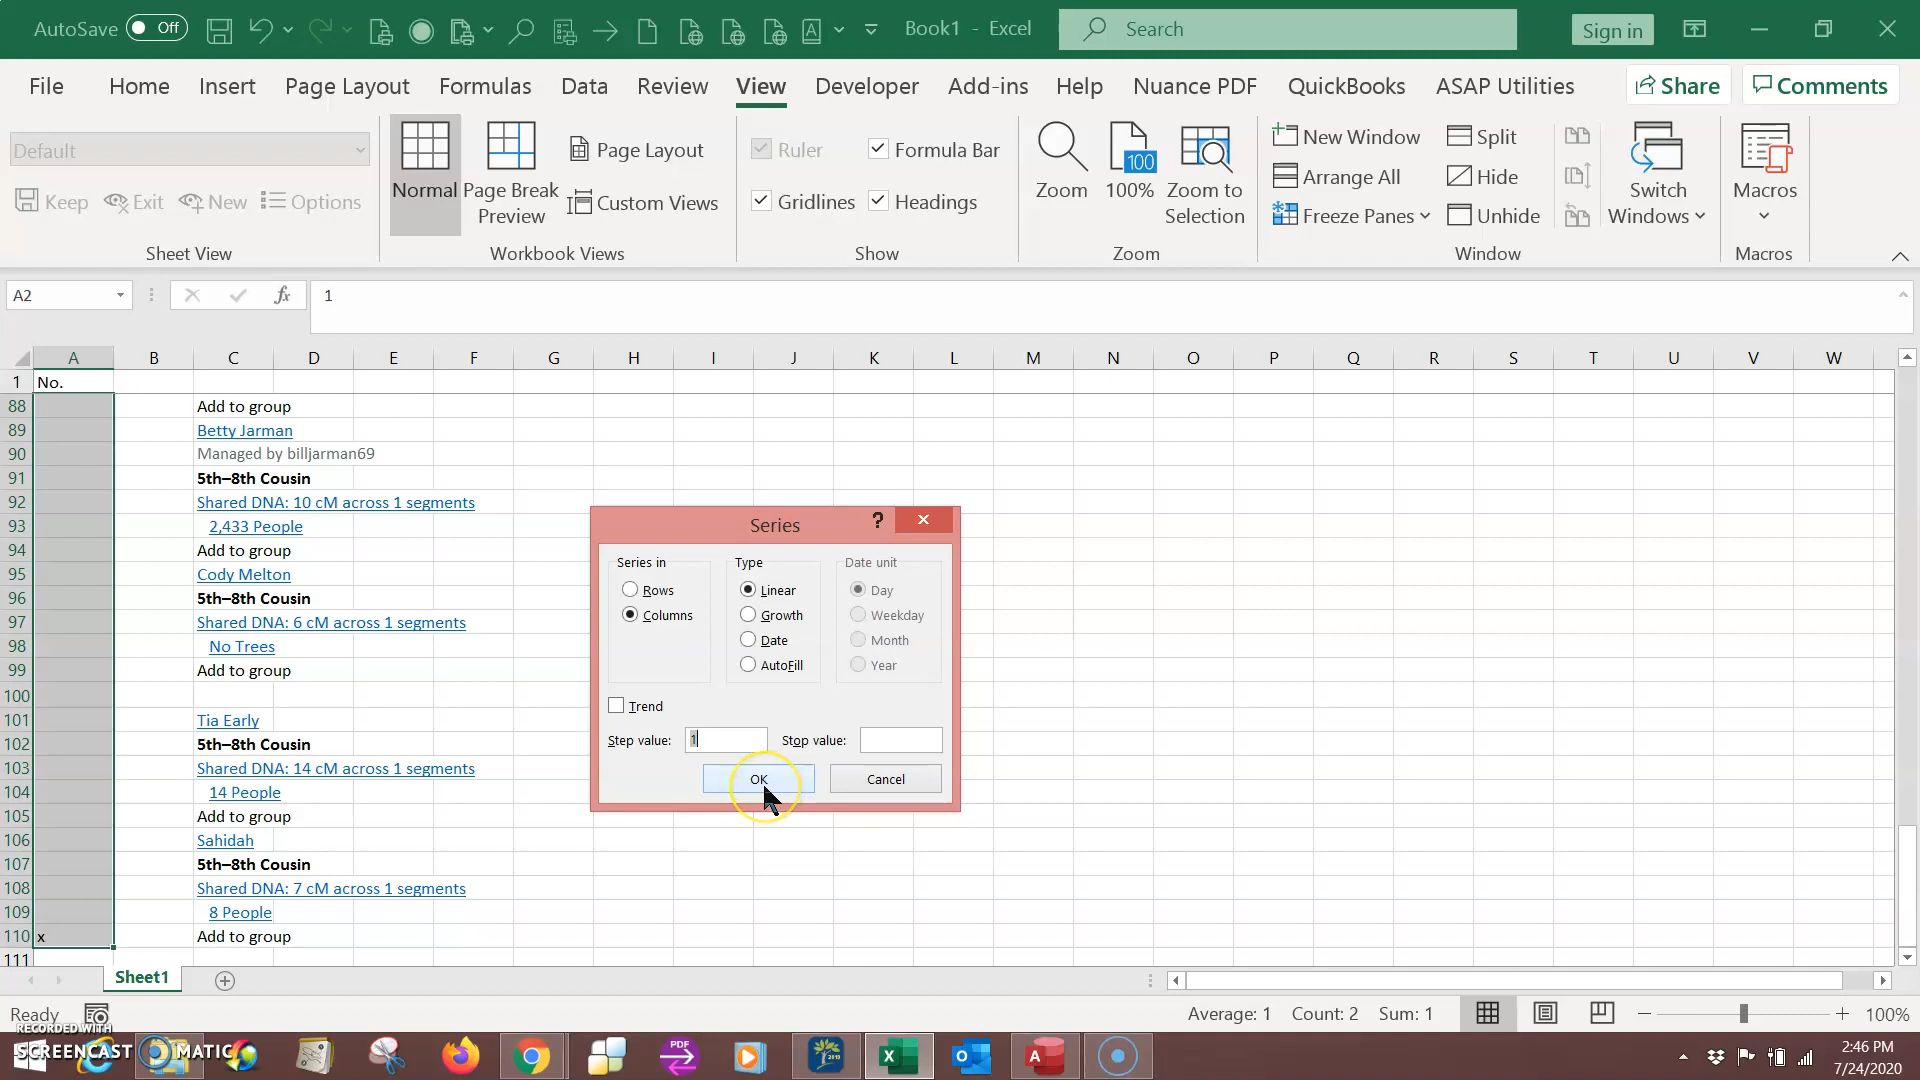 AutoSave Off Book1 - Excel Search Sign in
File Home Insert Page Layout Formulas Data Review View Developer Add-ins Help Nuance PDF QuickBooks ASAP Utilities Share Comments
Default
Keep Exit New Options
Sheet View
Normal
Page Break Preview
Page Layout
Custom Views
Workbook Views
Ruler
Formula Bar
Gridlines
Headings
Show
Zoom
100
100%
Zoom to Selection
Zoom
New Window
Arrange All
Freeze Panes
Split
Hide
Unhide
Switch Windows
Window
Macros
Macros
A2 fx 1
A B C D E F G H I J K L M N O P Q R S T U V W
1 No.
88 Add to group
89 Betty Jarman
90 Managed by billjarman69
91 5th–8th Cousin
92 Shared DNA: 10 cM across 1 segments
93 2,433 People
94 Add to group
95 Cody Melton
96 5th–8th Cousin
97 Shared DNA: 6 cM across 1 segments
98 No Trees
99 Add to group
100
101 Tia Early
102 5th–8th Cousin
103 Shared DNA: 14 cM across 1 segments
104 14 People
105 Add to group
106 Sahidah
107 5th–8th Cousin
108 Shared DNA: 7 cM across 1 segments
109 8 People
110 x Add to group
111
Series ?
Series in
Rows
Columns
Type
Linear
Growth
Date
AutoFill
Date unit
Day
Weekday
Month
Year
Trend
Step value: 1 Stop value:
OK Cancel
Sheet1
Ready Average: 1 Count: 2 Sum: 1 100%
RECORDED WITH
SCREENCAST MATIC
PDF
2:46 PM
7/24/2020